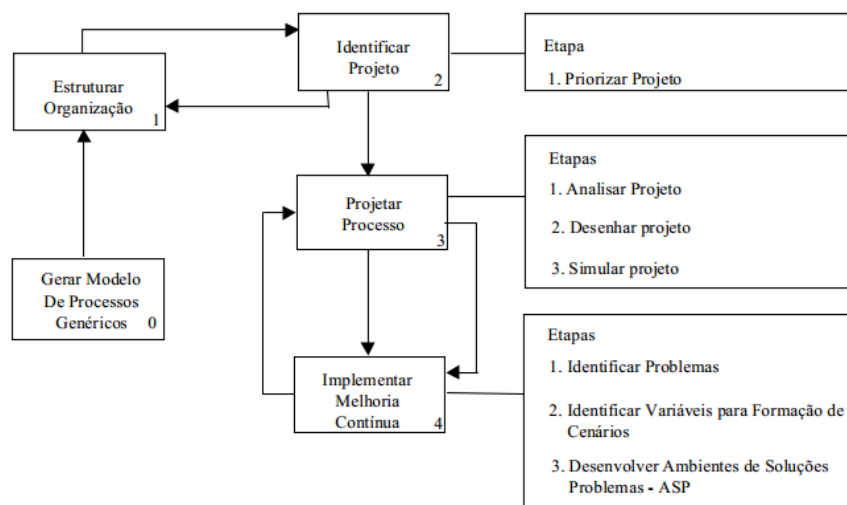 Identificar
Projeto
2
Etapa
1. Priorizar Projeto
Estruturar
Organização
1
Etapas
1. Analisar Projeto
2. Desenhar projeto
3. Simular projeto
Projetar
Processo
3
Gerar Modelo
De Processos
Genéricos 0
Etapas
1. Identificar Problemas
2. Identificar Variáveis para Formação de
Cenários
3. Desenvolver Ambientes de Soluções
Problemas - ASP
Implementar
Melhoria
Contínua 4